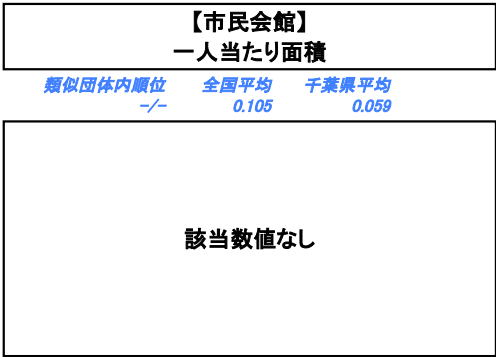 【市民会館】
一人当たり面積
類似団体内順位 全国平均 千葉県平均
-/- 0.105 0.059
該当数値なし